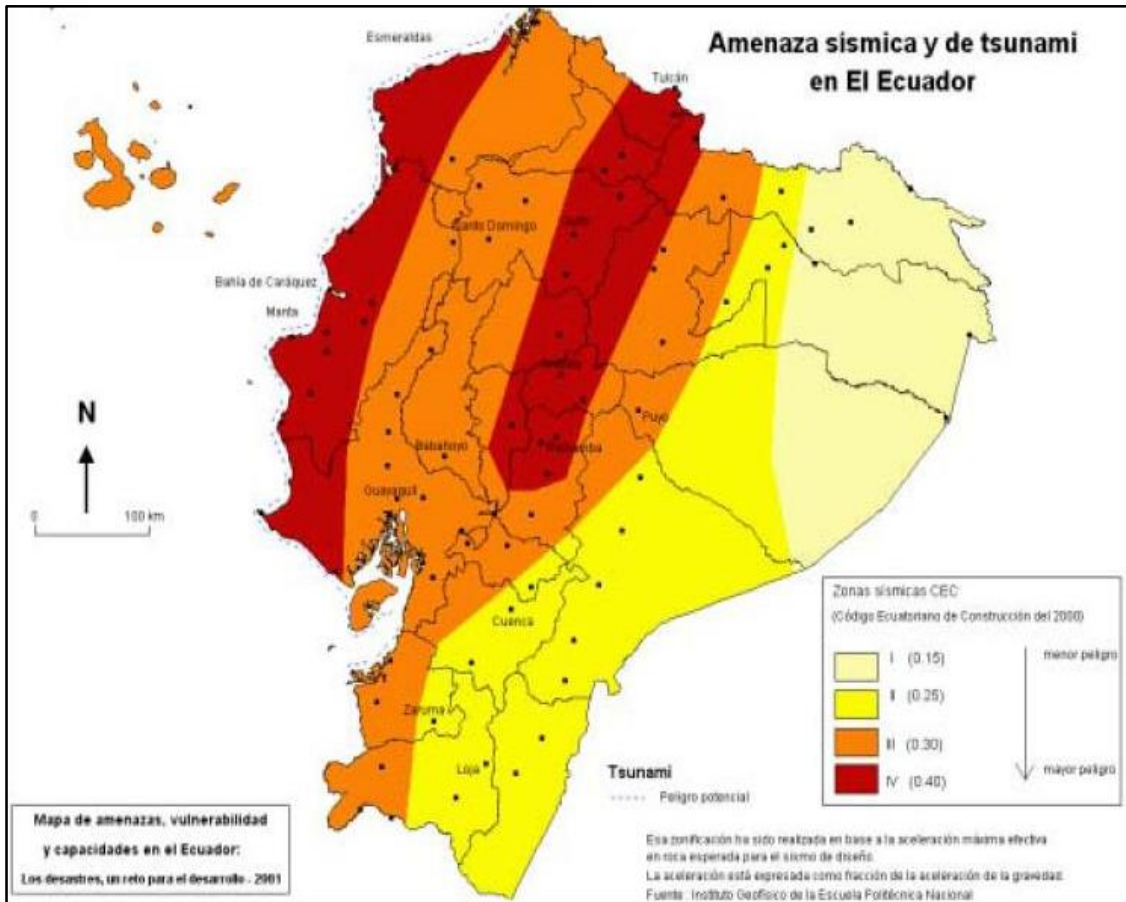 Amenaza sísmica y de tsunami
en El Ecuador
Esmeraldas
Tulcán
Santo Domingo
Quito
Bahía de Caráquez
Manta
N
0 100 km
Puyo
Babahoyo
Riobamba
Guayaquil
Cuenca
Zaruma
Loja
Zonas sísmicas CEC
(Código Ecuatoriano de Construcción del 2000)
I (0.15)
II (0.25)
III (0.30)
IV (0.40)
menor peligro
mayor peligro
Tsunami
Peligro potencial
Mapa de amenazas, vulnerabilidad
y capacidades en el Ecuador:
Los desastres, un reto para el desarrollo - 2001
Esa zonificación ha sido realizada en base a la aceleración máxima efectiva
en roca esperada para el sismo de diseño.
La aceleración está expresada como fracción de la aceleración de la gravedad.
Fuente : Instituto Geofísico de la Escuela Politécnica Nacional